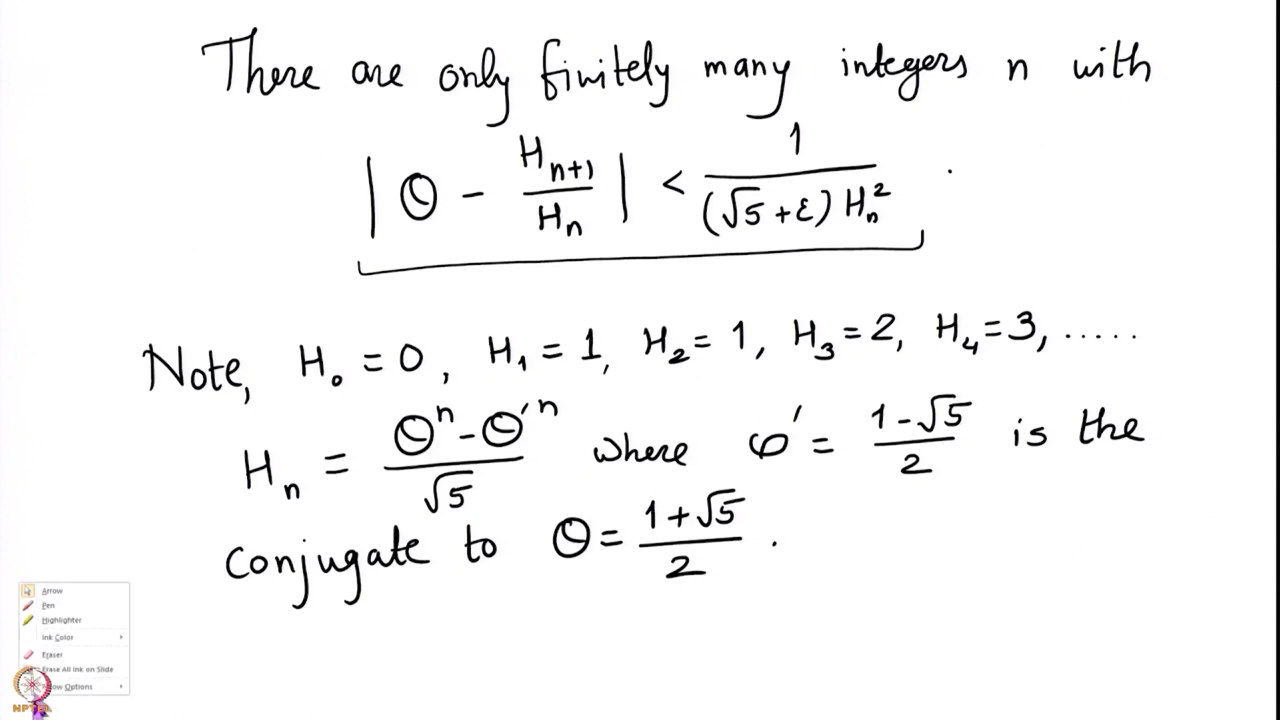 There are only finitely many integers n with
| Θ - H_{n+1}/H_n | < 1/((√5+ε) H_n^2) .
Note, H_0 = 0, H_1 = 1, H_2 = 1, H_3 = 2, H_4 = 3, .....
H_n = (Θ^n - Θ'^n)/√5 where φ' = (1-√5)/2 is the
conjugate to Θ = (1+√5)/2 .
Arrow
Pen
Highlighter
Ink Color
Eraser
Erase All Ink on Slide
Options
NPTEL